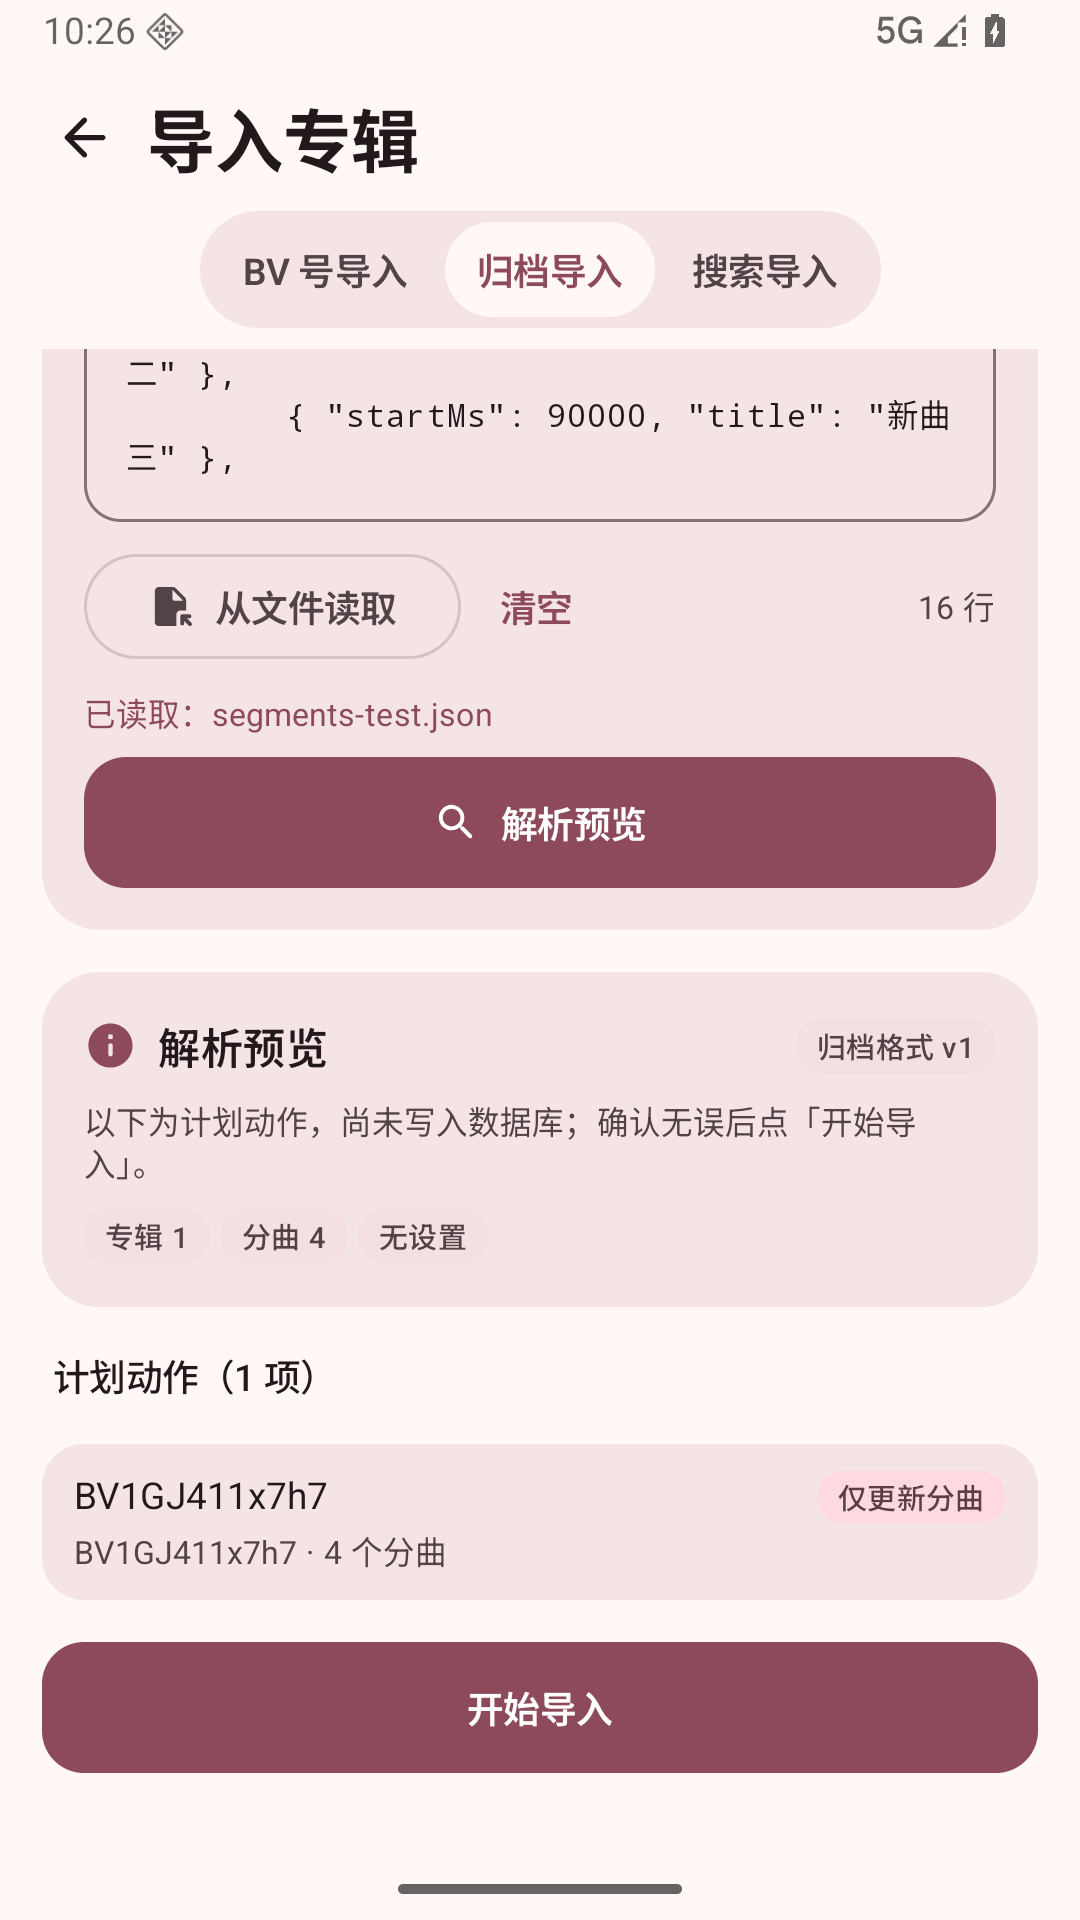 10:26
5G
导入专辑
BV 号导入
归档导入
搜索导入
二" },
{ "startMs": 90000, "title": "新曲
三" },
从文件读取
清空
16 行
已读取：segments-test.json
解析预览
解析预览
归档格式 v1
以下为计划动作，尚未写入数据库；确认无误后点「开始导
入」。
专辑 1
分曲 4
无设置
计划动作（1 项）
BV1GJ411x7h7
仅更新分曲
BV1GJ411x7h7 · 4 个分曲
开始导入